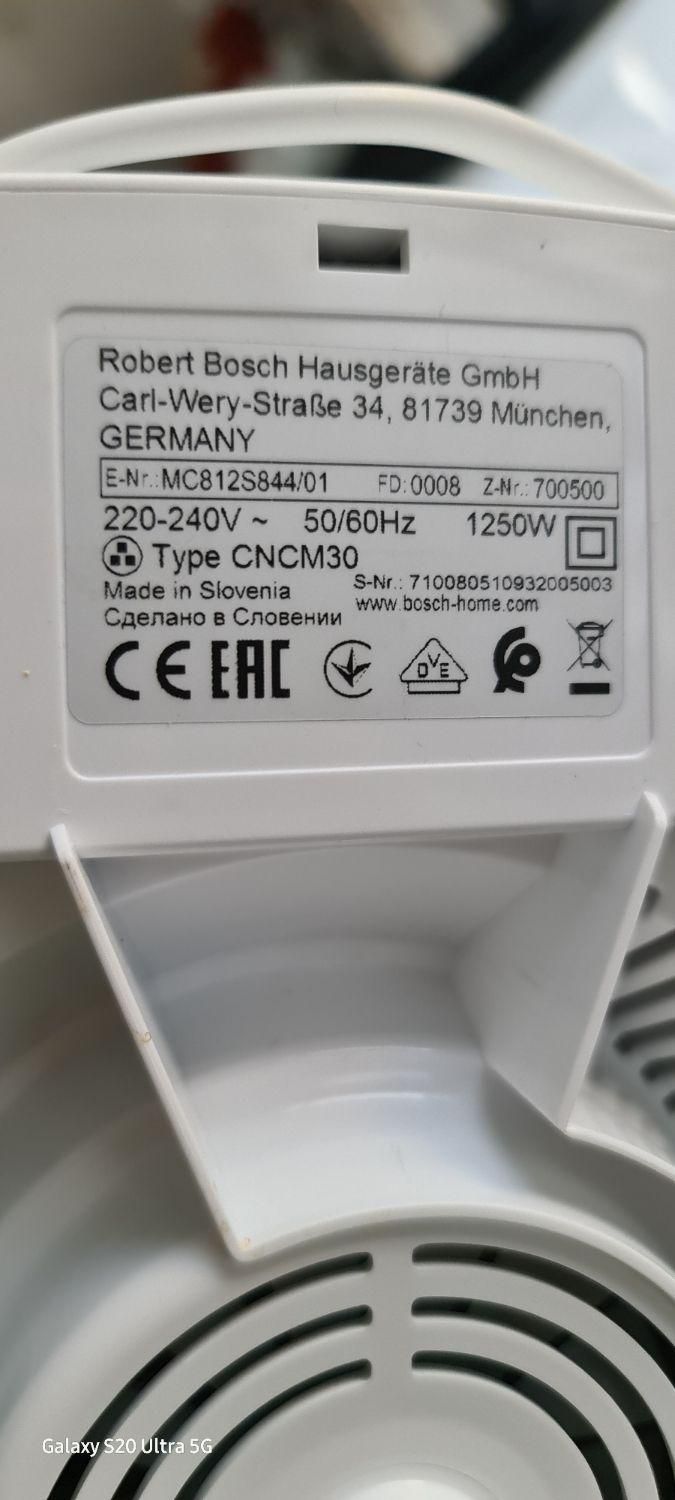 Robert Bosch Hausgeräte GmbH
Carl-Wery-Straße 34, 81739 München,
GERMANY
E-Nr.: MC812S844/01 FD: 0008 Z-Nr.: 700500
220-240V ~ 50/60Hz 1250W
Type CNCM30
Made in Slovenia S-Nr.: 710080510932005003
Сделано в Словении www.bosch-home.com
CE EAC DVE
Galaxy S20 Ultra 5G